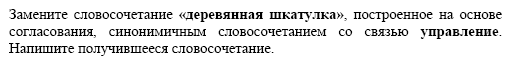 Замените словосочетание «деревянная шкатулка», построенное на основе
согласования, синонимичным словосочетанием со связью управление.
Напишите получившееся словосочетание.